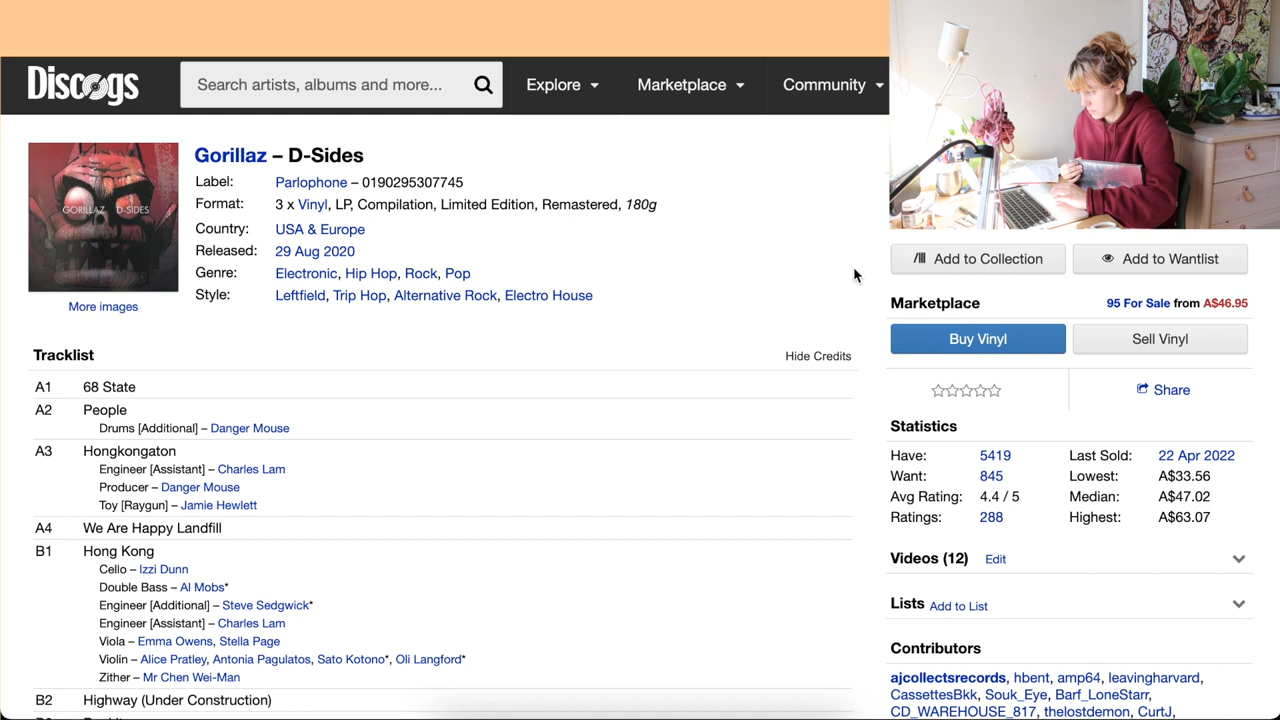 Discogs
Search artists, albums and more...
Explore
Marketplace
Community
GORILLAZ D-SIDES
More images
Gorillaz – D-Sides
Label: Parlophone – 0190295307745
Format: 3 x Vinyl, LP, Compilation, Limited Edition, Remastered, 180g
Country: USA & Europe
Released: 29 Aug 2020
Genre: Electronic, Hip Hop, Rock, Pop
Style: Leftfield, Trip Hop, Alternative Rock, Electro House
Tracklist
Hide Credits
A1 68 State
A2 People
Drums [Additional] – Danger Mouse
A3 Hongkongaton
Engineer [Assistant] – Charles Lam
Producer – Danger Mouse
Toy [Raygun] – Jamie Hewlett
A4 We Are Happy Landfill
B1 Hong Kong
Cello – Izzi Dunn
Double Bass – Al Mobs*
Engineer [Additional] – Steve Sedgwick*
Engineer [Assistant] – Charles Lam
Viola – Emma Owens, Stella Page
Violin – Alice Pratley, Antonia Pagulatos, Sato Kotono*, Oli Langford*
Zither – Mr Chen Wei-Man
B2 Highway (Under Construction)
Add to Collection
Add to Wantlist
Marketplace
95 For Sale from A$46.95
Buy Vinyl
Sell Vinyl
Share
Statistics
Have: 5419 Last Sold: 22 Apr 2022
Want: 845 Lowest: A$33.56
Avg Rating: 4.4 / 5 Median: A$47.02
Ratings: 288 Highest: A$63.07
Videos (12) Edit
Lists Add to List
Contributors
ajcollectsrecords, hbent, amp64, leavingharvard,
CassettesBkk, Souk_Eye, Barf_LoneStarr,
CD_WAREHOUSE_817, thelostdemon, CurtJ,